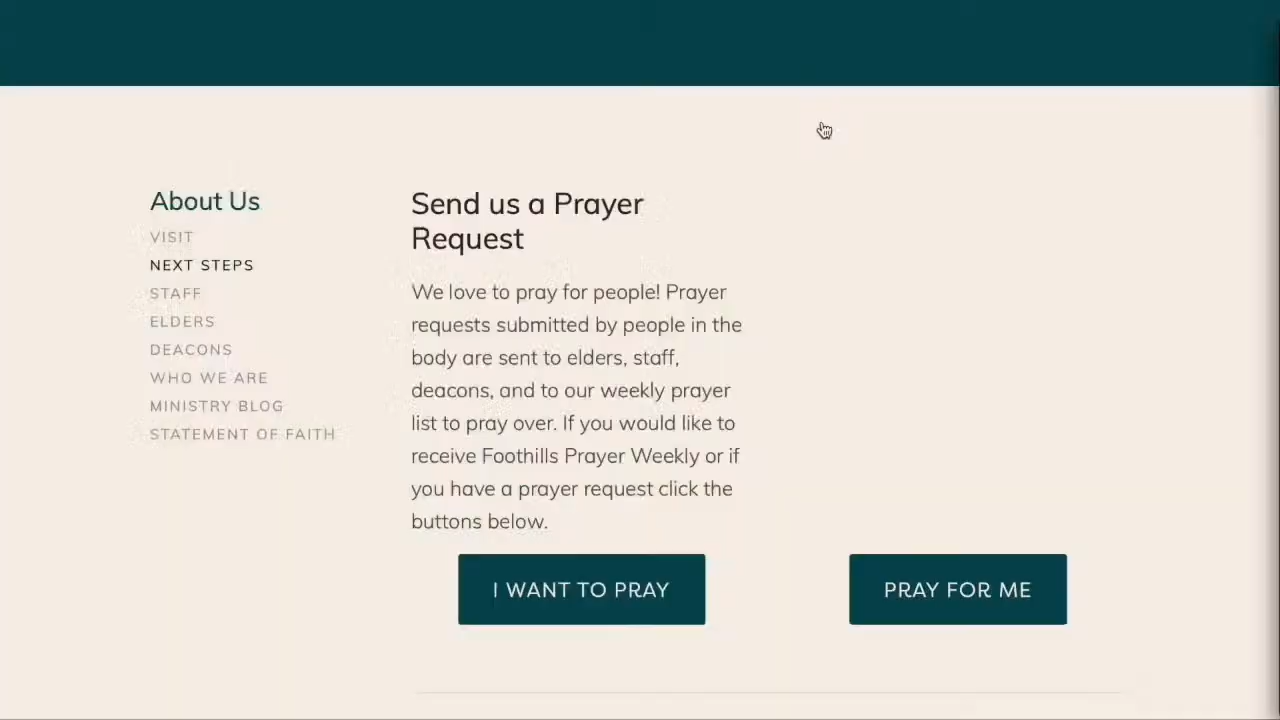 About Us
VISIT
NEXT STEPS
STAFF
ELDERS
DEACONS
WHO WE ARE
MINISTRY BLOG
STATEMENT OF FAITH
Send us a Prayer
Request
We love to pray for people! Prayer
requests submitted by people in the
body are sent to elders, staff,
deacons, and to our weekly prayer
list to pray over. If you would like to
receive Foothills Prayer Weekly or if
you have a prayer request click the
buttons below.
I WANT TO PRAY
PRAY FOR ME